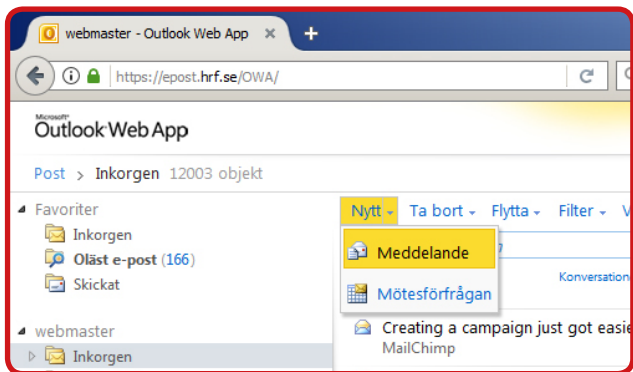 webmaster - Outlook Web App
https://epost.hrf.se/OWA/
Microsoft
Outlook Web App
Post > Inkorgen 12003 objekt
Favoriter
Inkorgen
Oläst e-post (166)
Skickat
webmaster
Inkorgen
Nytt Ta bort Flytta Filter
Meddelande
Konversation
Mötesförfrågan
Creating a campaign just got easie
MailChimp